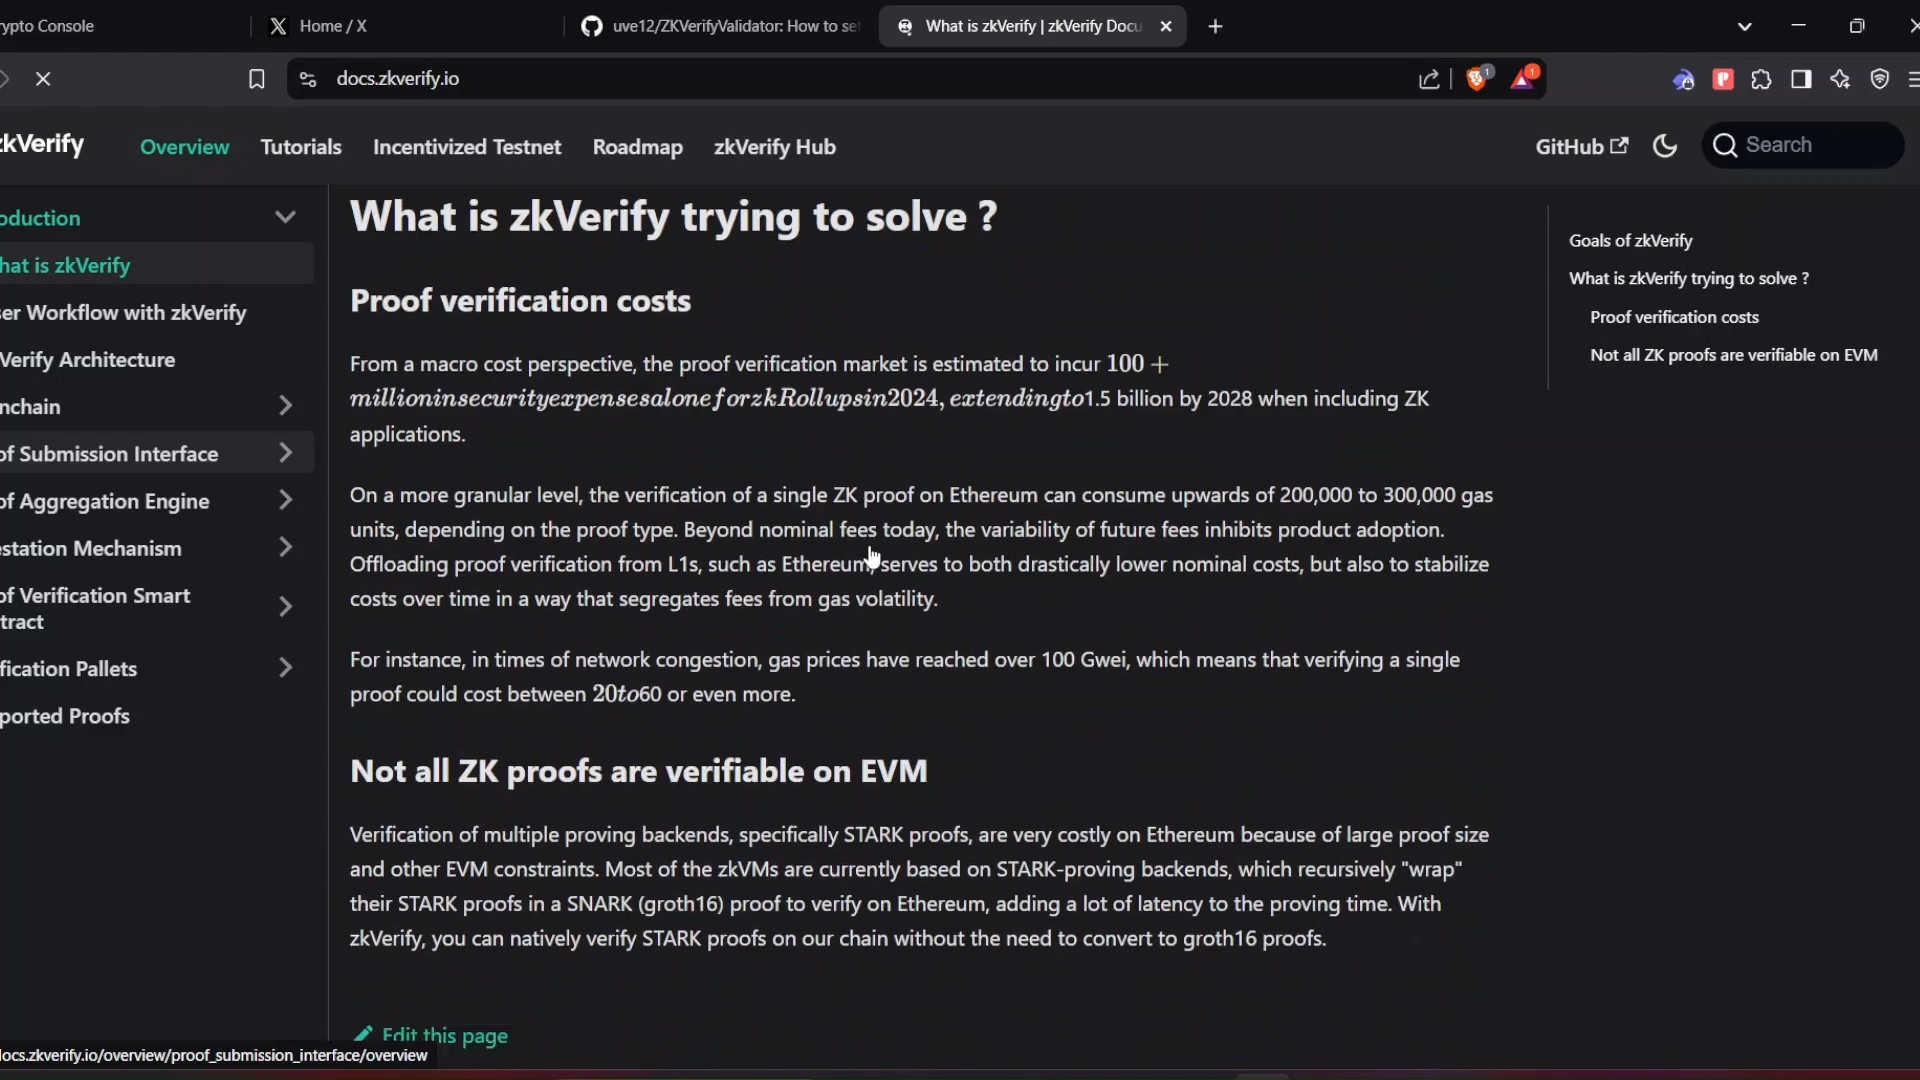 ypto Console
Home / X
uve12/ZKVerifyValidator: How to se
What is zkVerify | zkVerify Docu
docs.zkverify.io
1
1
zkVerify
Overview
Tutorials
Incentivized Testnet
Roadmap
zkVerify Hub
GitHub
Search
oduction
hat is zkVerify
ser Workflow with zkVerify
Verify Architecture
nchain
of Submission Interface
of Aggregation Engine
estation Mechanism
of Verification Smart
tract
fication Pallets
ported Proofs
What is zkVerify trying to solve ?
Proof verification costs
From a macro cost perspective, the proof verification market is estimated to incur 100 +
millioninsecurityexpensesaloneforzkRollupsin2024, extendingto1.5 billion by 2028 when including ZK
applications.
On a more granular level, the verification of a single ZK proof on Ethereum can consume upwards of 200,000 to 300,000 gas
units, depending on the proof type. Beyond nominal fees today, the variability of future fees inhibits product adoption.
Offloading proof verification from L1s, such as Ethereum, serves to both drastically lower nominal costs, but also to stabilize
costs over time in a way that segregates fees from gas volatility.
For instance, in times of network congestion, gas prices have reached over 100 Gwei, which means that verifying a single
proof could cost between 20to60 or even more.
Not all ZK proofs are verifiable on EVM
Verification of multiple proving backends, specifically STARK proofs, are very costly on Ethereum because of large proof size
and other EVM constraints. Most of the zkVMs are currently based on STARK-proving backends, which recursively "wrap"
their STARK proofs in a SNARK (groth16) proof to verify on Ethereum, adding a lot of latency to the proving time. With
zkVerify, you can natively verify STARK proofs on our chain without the need to convert to groth16 proofs.
Edit this page
Goals of zkVerify
What is zkVerify trying to solve ?
Proof verification costs
Not all ZK proofs are verifiable on EVM
docs.zkverify.io/overview/proof_submission_interface/overview